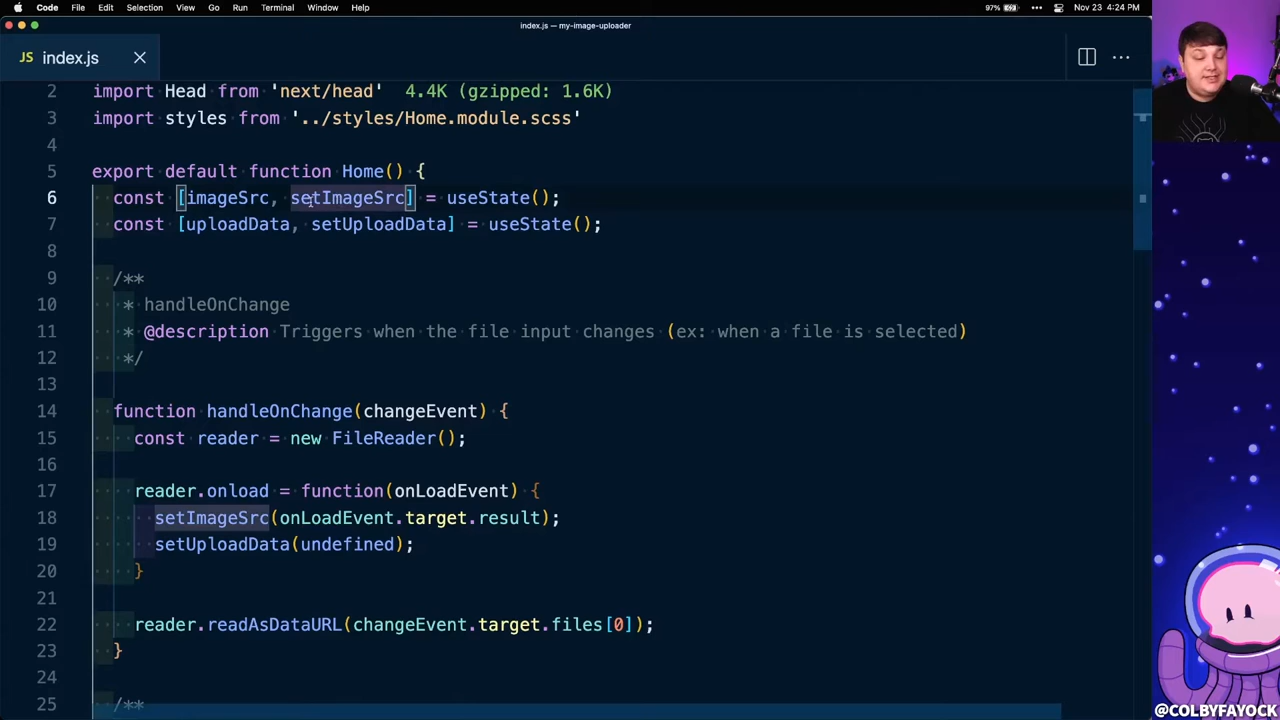 Code File Edit Selection View Go Run Terminal Window Help 97% Nov 23 4:24 PM
index.js — my-image-uploader
JS index.js
2 import Head from 'next/head' 4.4K (gzipped: 1.6K)
3 import styles from '../styles/Home.module.scss'
4
5 export default function Home() {
6 const [imageSrc, setImageSrc] = useState();
7 const [uploadData, setUploadData] = useState();
8
9 /**
10 * handleOnChange
11 * @description Triggers when the file input changes (ex: when a file is selected)
12 */
13
14 function handleOnChange(changeEvent) {
15 const reader = new FileReader();
16
17 reader.onload = function(onLoadEvent) {
18 setImageSrc(onLoadEvent.target.result);
19 setUploadData(undefined);
20 }
21
22 reader.readAsDataURL(changeEvent.target.files[0]);
23 }
24
25 /**
@COLBYFAYOCK